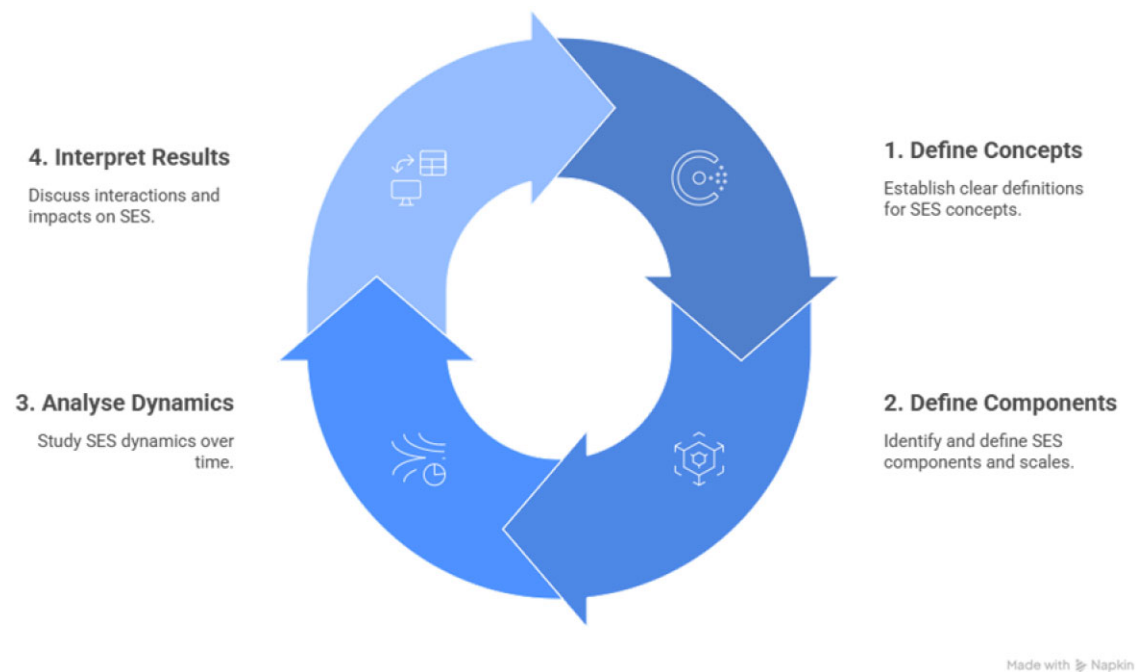 4. Interpret Results
Discuss interactions and
impacts on SES.
1. Define Concepts
Establish clear definitions
for SES concepts.
3. Analyse Dynamics
Study SES dynamics over
time.
2. Define Components
Identify and define SES
components and scales.
Made with Napkin